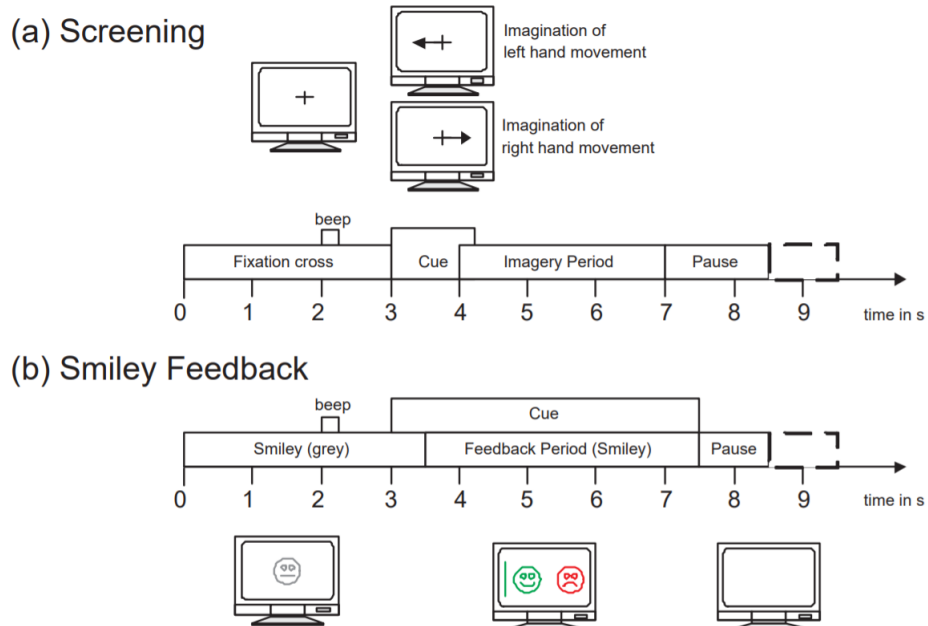 (a) Screening
Imagination of
left hand movement
Imagination of
right hand movement
beep
Fixation cross
Cue
Imagery Period
Pause
0 1 2 3 4 5 6 7 8 9 time in s
(b) Smiley Feedback
beep
Cue
Smiley (grey)
Feedback Period (Smiley)
Pause
0 1 2 3 4 5 6 7 8 9 time in s